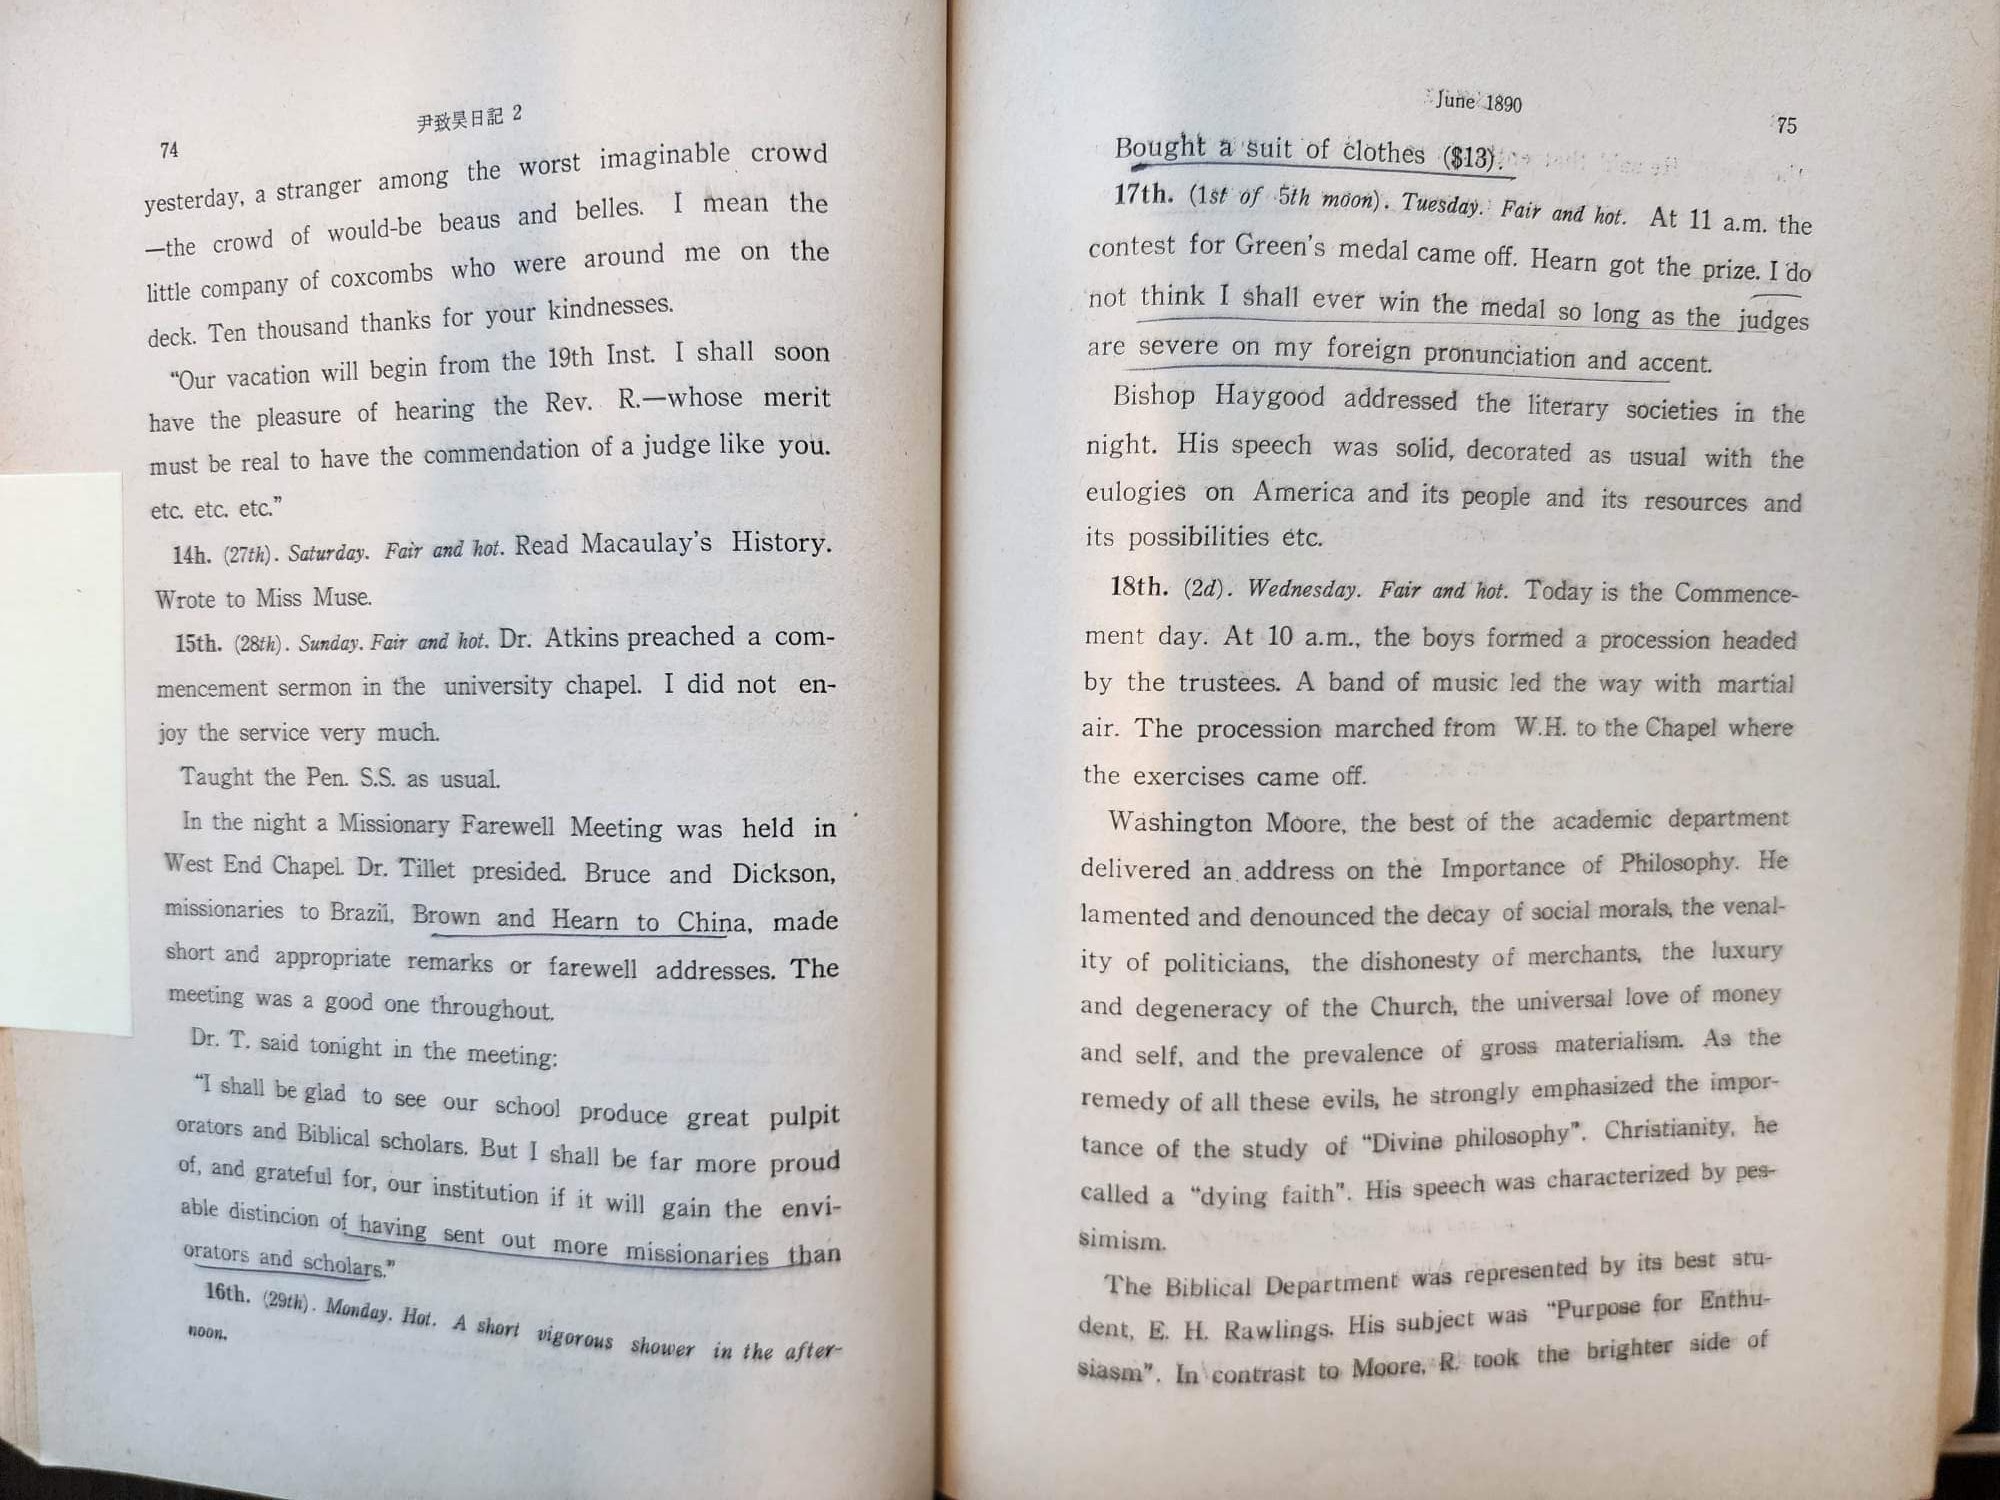 74
尹致昊日記 2
yesterday, a stranger among the worst imaginable crowd
—the crowd of would-be beaus and belles. I mean the
little company of coxcombs who were around me on the
deck. Ten thousand thanks for your kindnesses.
“Our vacation will begin from the 19th Inst. I shall soon
have the pleasure of hearing the Rev. R.—whose merit
must be real to have the commendation of a judge like you.
etc. etc. etc.”
14h. (27th). Saturday. Fair and hot. Read Macaulay's History.
Wrote to Miss Muse.
15th. (28th). Sunday. Fair and hot. Dr. Atkins preached a com-
mencement sermon in the university chapel. I did not en-
joy the service very much.
Taught the Pen. S.S. as usual.
In the night a Missionary Farewell Meeting was held in
West End Chapel. Dr. Tillet presided. Bruce and Dickson,
missionaries to Brazil, Brown and Hearn to China, made
short and appropriate remarks or farewell addresses. The
meeting was a good one throughout.
Dr. T. said tonight in the meeting:
“I shall be glad to see our school produce great pulpit
orators and Biblical scholars. But I shall be far more proud
of, and grateful for, our institution if it will gain the envi-
able distincion of having sent out more missionaries than
orators and scholars.”
16th. (29th). Monday. Hot. A short vigorous shower in the after-
noon.
June 1890
75
Bought a suit of clothes ($13).
17th. (1st of 5th moon). Tuesday. Fair and hot. At 11 a.m. the
contest for Green's medal came off. Hearn got the prize. I do
not think I shall ever win the medal so long as the judges
are severe on my foreign pronunciation and accent.
Bishop Haygood addressed the literary societies in the
night. His speech was solid, decorated as usual with the
eulogies on America and its people and its resources and
its possibilities etc.
18th. (2d). Wednesday. Fair and hot. Today is the Commence-
ment day. At 10 a.m., the boys formed a procession headed
by the trustees. A band of music led the way with martial
air. The procession marched from W.H. to the Chapel where
the exercises came off.
Washington Moore, the best of the academic department
delivered an address on the Importance of Philosophy. He
lamented and denounced the decay of social morals, the venal-
ity of politicians, the dishonesty of merchants, the luxury
and degeneracy of the Church, the universal love of money
and self, and the prevalence of gross materialism. As the
remedy of all these evils, he strongly emphasized the impor-
tance of the study of “Divine philosophy”. Christianity, he
called a “dying faith”. His speech was characterized by pes-
simism.
The Biblical Department was represented by its best stu-
dent, E. H. Rawlings. His subject was “Purpose for Enthu-
siasm”. In contrast to Moore, R. took the brighter side of